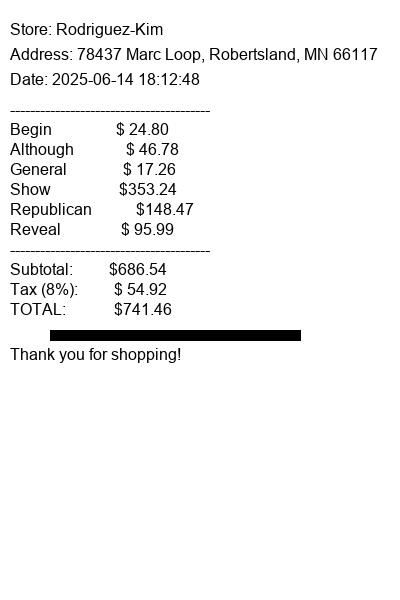 Store: Rodriguez-Kim
Address: 78437 Marc Loop, Robertsland, MN 66117
Date: 2025-06-14 18:12:48
----------------------------------------
Begin $ 24.80
Although $ 46.78
General $ 17.26
Show $353.24
Republican $148.47
Reveal $ 95.99
----------------------------------------
Subtotal: $686.54
Tax (8%): $ 54.92
TOTAL: $741.46
Thank you for shopping!